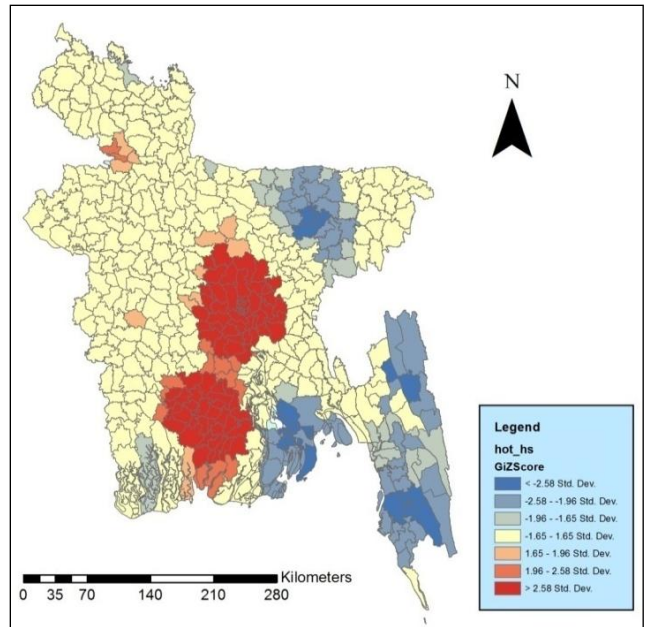 N
Legend
hot_hs
GiZScore
< -2.58 Std. Dev.
-2.58 - -1.96 Std. Dev.
-1.96 - -1.65 Std. Dev.
-1.65 - 1.65 Std. Dev.
1.65 - 1.96 Std. Dev.
1.96 - 2.58 Std. Dev.
> 2.58 Std. Dev.
Kilometers
0 35 70 140 210 280